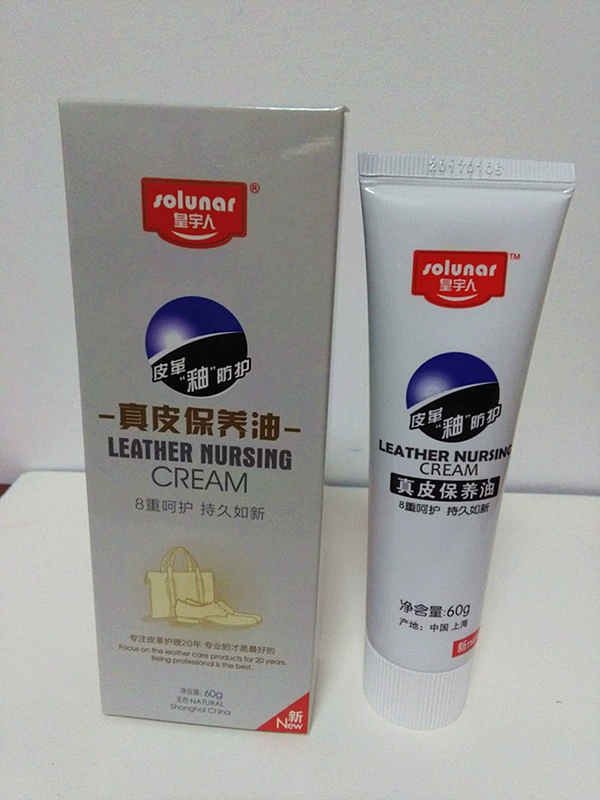 solunar®
皇宇人
皮革"釉"防护
真皮保养油
LEATHER NURSING
CREAM
8重呵护 持久如新
专注皮革护理20年 专业的才是最好的
Focus on the leather care products for 20 years.
Being professional is the best.
净含量: 60g
无色 NATURAL
Shanghai China
新
New
20170105
solunar™
皇宇人
皮革"釉"防护
LEATHER NURSING
CREAM
真皮保养油
8重呵护 持久如新
净含量:60g
产地: 中国 上海
新